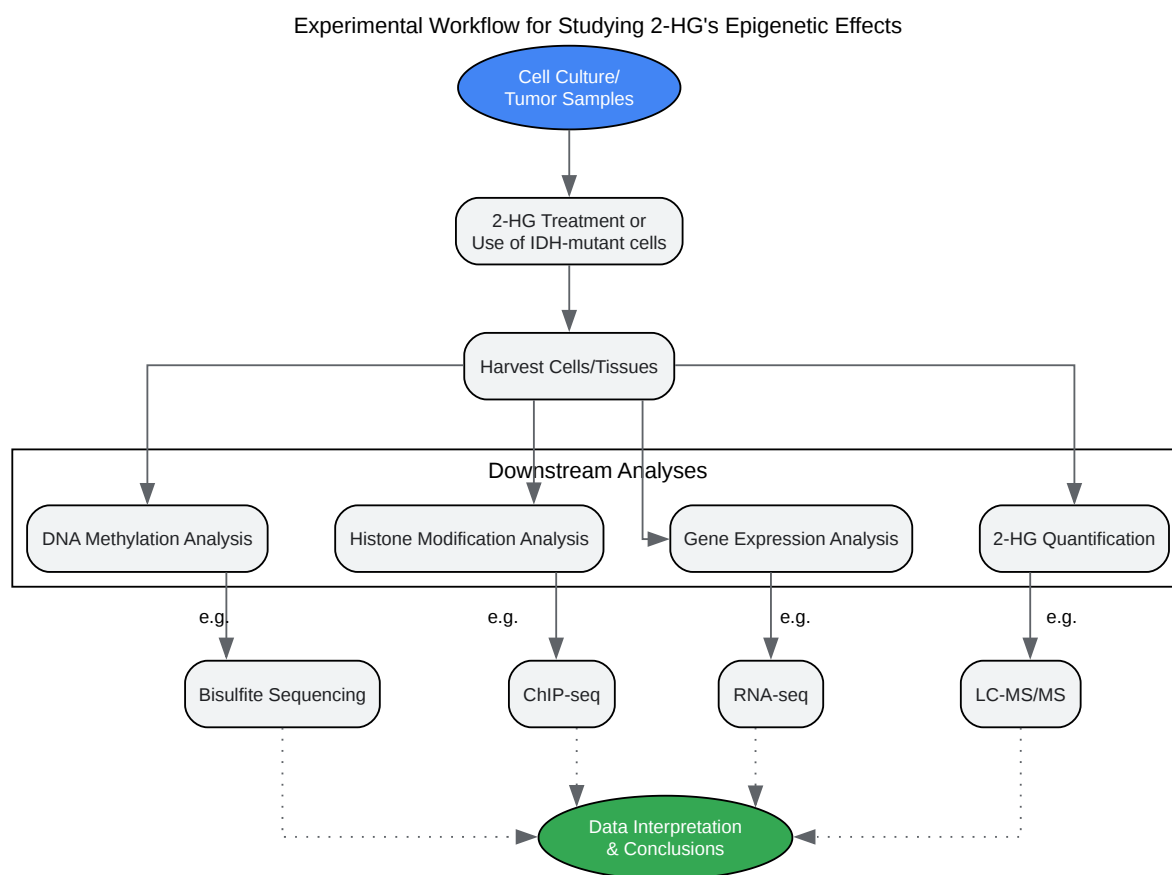 Experimental Workflow for Studying 2-HG's Epigenetic Effects
Cell Culture/
Tumor Samples
2-HG Treatment or
Use of IDH-mutant cells
Harvest Cells/Tissues
Downstream Analyses
DNA Methylation Analysis
Histone Modification Analysis
Gene Expression Analysis
2-HG Quantification
e.g.
e.g.
e.g.
e.g.
Bisulfite Sequencing
ChIP-seq
RNA-seq
LC-MS/MS
Data Interpretation
& Conclusions